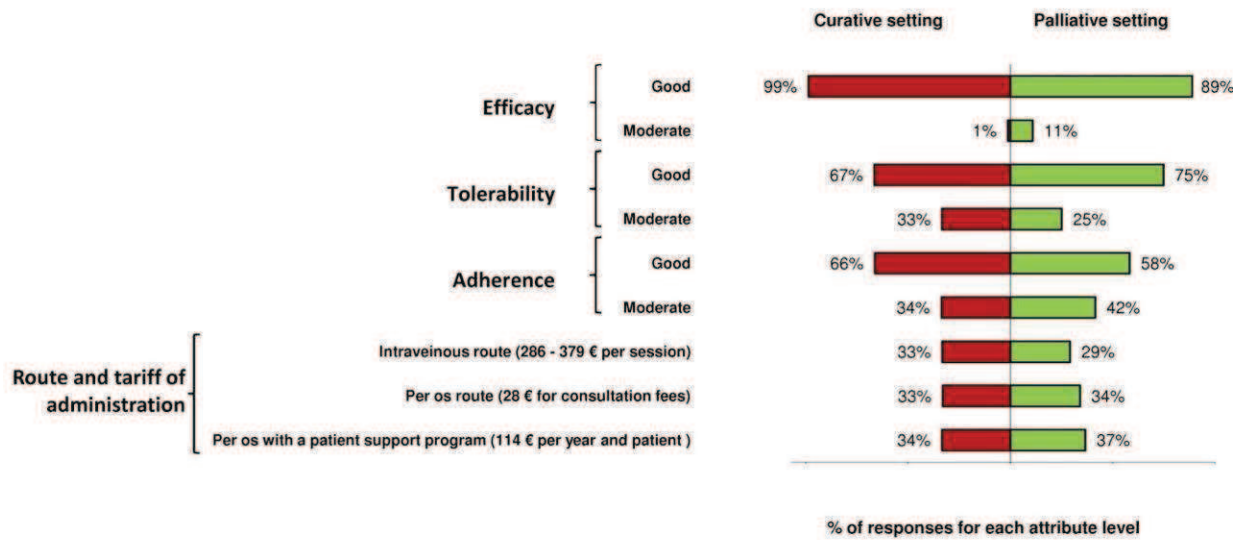 Curative setting Palliative setting
Efficacy
Good 99% 89%
Moderate 1% 11%
Tolerability
Good 67% 75%
Moderate 33% 25%
Adherence
Good 66% 58%
Moderate 34% 42%
Route and tariff of
administration
Intraveinous route (286 - 379 € per session) 33% 29%
Per os route (28 € for consultation fees) 33% 34%
Per os with a patient support program (114 € per year and patient ) 34% 37%
% of responses for each attribute level